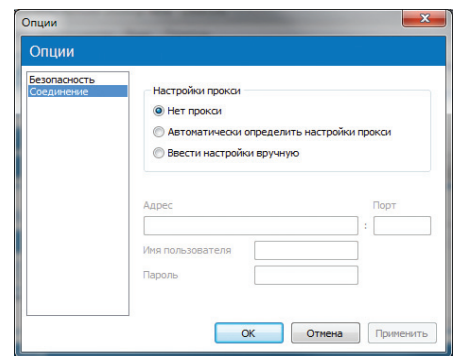 Опции
Опции
Безопасность
Соединение
Настройки прокси
Нет прокси
Автоматически определить настройки прокси
Ввести настройки вручную
Адрес Порт
:
Имя пользователя
Пароль
OK Отмена Применить